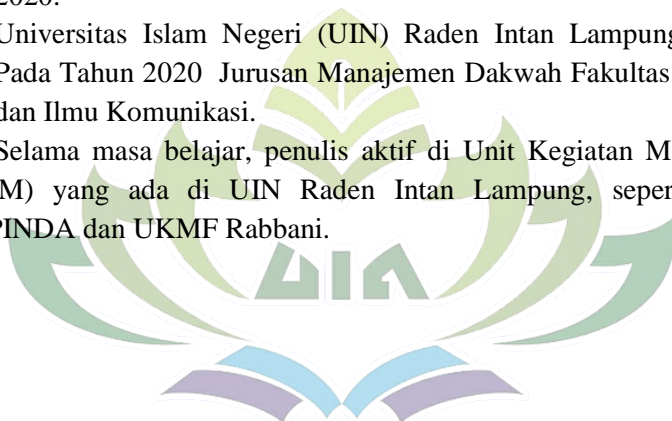 2020.
Universitas Islam Negeri (UIN) Raden Intan Lampung
Pada Tahun 2020 Jurusan Manajemen Dakwah Fakultas
dan Ilmu Komunikasi.
Selama masa belajar, penulis aktif di Unit Kegiatan M
IM) yang ada di UIN Raden Intan Lampung, seper
PINDA dan UKMF Rabbani.
UIN